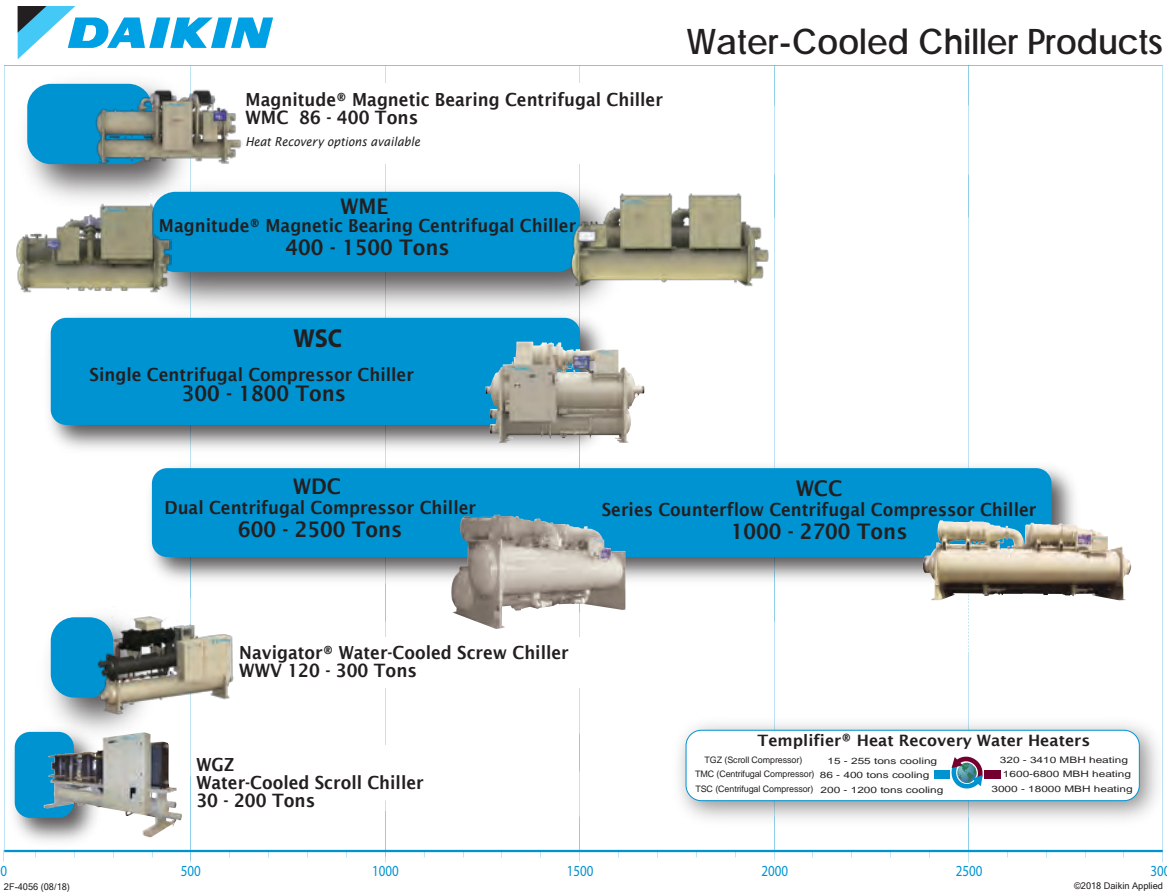 DAIKIN
Water-Cooled Chiller Products
Magnitude® Magnetic Bearing Centrifugal Chiller
WMC 86 - 400 Tons
Heat Recovery options available
WME
Magnitude® Magnetic Bearing Centrifugal Chiller
400 - 1500 Tons
WSC
Single Centrifugal Compressor Chiller
300 - 1800 Tons
WDC
Dual Centrifugal Compressor Chiller
600 - 2500 Tons
WCC
Series Counterflow Centrifugal Compressor Chiller
1000 - 2700 Tons
Navigator® Water-Cooled Screw Chiller
WWV 120 - 300 Tons
WGZ
Water-Cooled Scroll Chiller
30 - 200 Tons
Templifier® Heat Recovery Water Heaters
TGZ (Scroll Compressor) 15 - 255 tons cooling 320 - 3410 MBH heating
TMC (Centrifugal Compressor) 86 - 400 tons cooling 1600-6800 MBH heating
TSC (Centrifugal Compressor) 200 - 1200 tons cooling 3000 - 18000 MBH heating
0 500 1000 1500 2000 2500 300
2F-4056 (08/18)
©2018 Daikin Applied